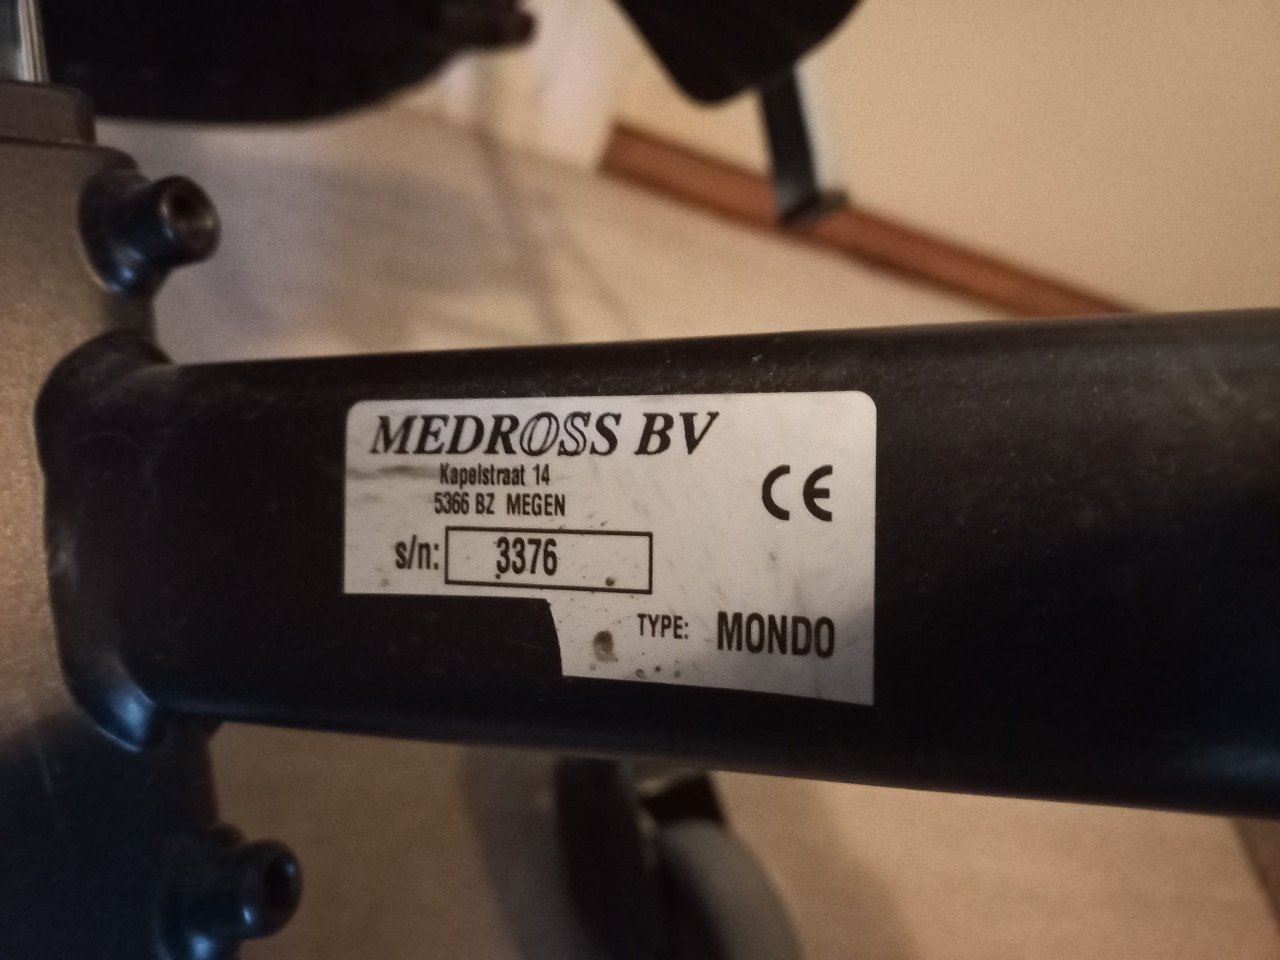 MEDROSS BV
Kapelstraat 14
5366 BZ MEGEN
CE
s/n: 3376
TYPE: MONDO